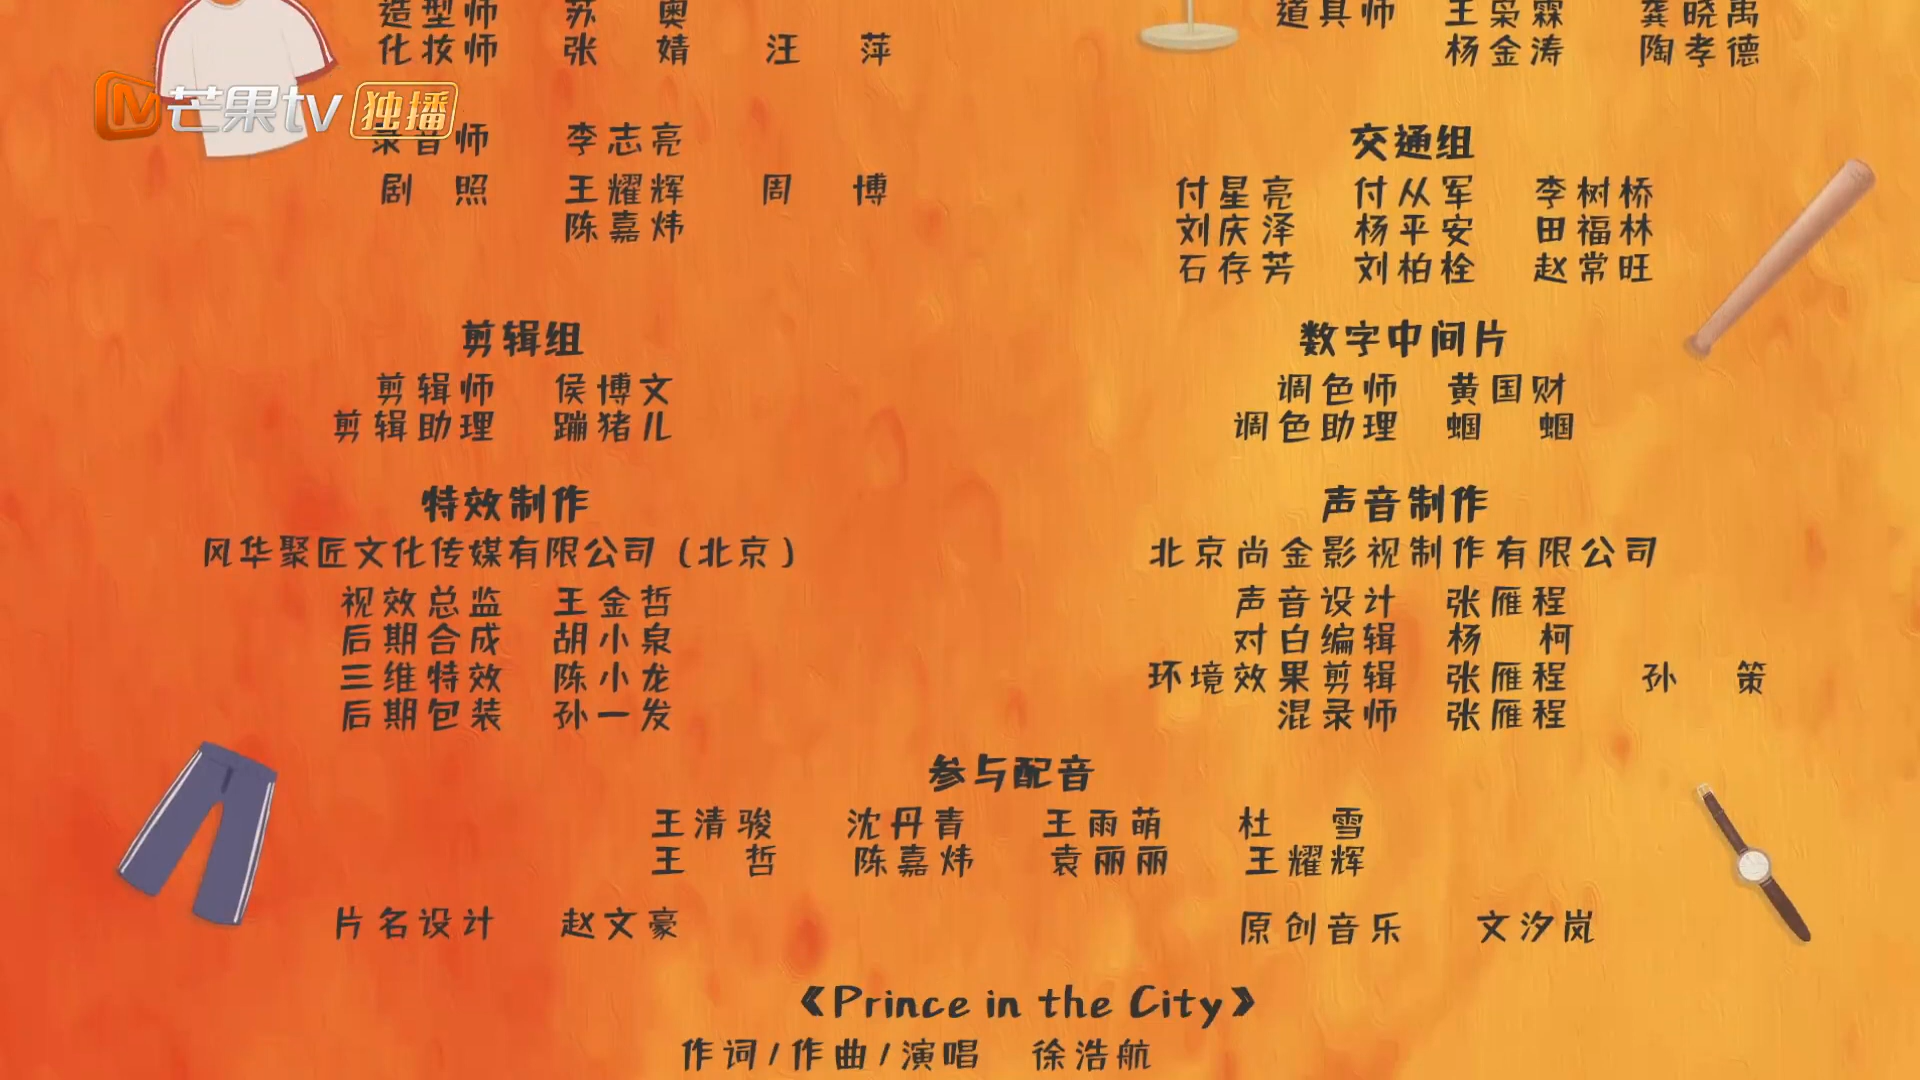 造型师 苏 奥
化妆师 张 婧 汪 萍
道具师 王枭霖 龚晓禹
杨金涛 陶孝德
芒果tv 独播
录音师 李志亮
剧 照 王耀辉 周 博
陈嘉炜
交通组
付星亮 付从军 李树桥
刘庆泽 杨平安 田福林
石存芳 刘柏栓 赵常旺
剪辑组
剪辑师 侯博文
剪辑助理 蹦猪儿
数字中间片
调色师 黄国财
调色助理 蝈 蝈
特效制作
风华聚匠文化传媒有限公司（北京）
视效总监 王金哲
后期合成 胡小泉
三维特效 陈小龙
后期包装 孙一发
声音制作
北京尚金影视制作有限公司
声音设计 张雁程
对白编辑 杨 柯
环境效果剪辑 张雁程 孙 策
混录师 张雁程
参与配音
王清骏 沈丹青 王雨萌 杜 雪
王 哲 陈嘉炜 袁丽丽 王耀辉
片名设计 赵文豪
原创音乐 文汐岚
《Prince in the City》
作词/作曲/演唱 徐浩航